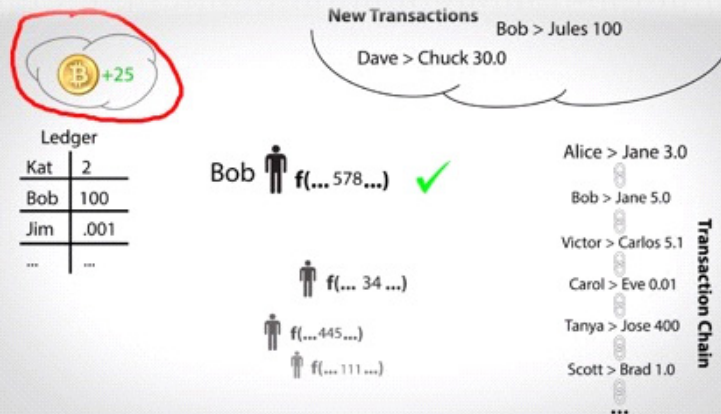 New Transactions
Bob > Jules 100
Dave > Chuck 30.0
+25
Ledger
Kat 2
Bob 100
Jim .001
... ...
Bob f(... 578...)
f(... 34 ...)
f(...445...)
f(... 111 ...)
Alice > Jane 3.0
Bob > Jane 5.0
Victor > Carlos 5.1
Carol > Eve 0.01
Tanya > Jose 400
Scott > Brad 1.0
...
Transaction Chain